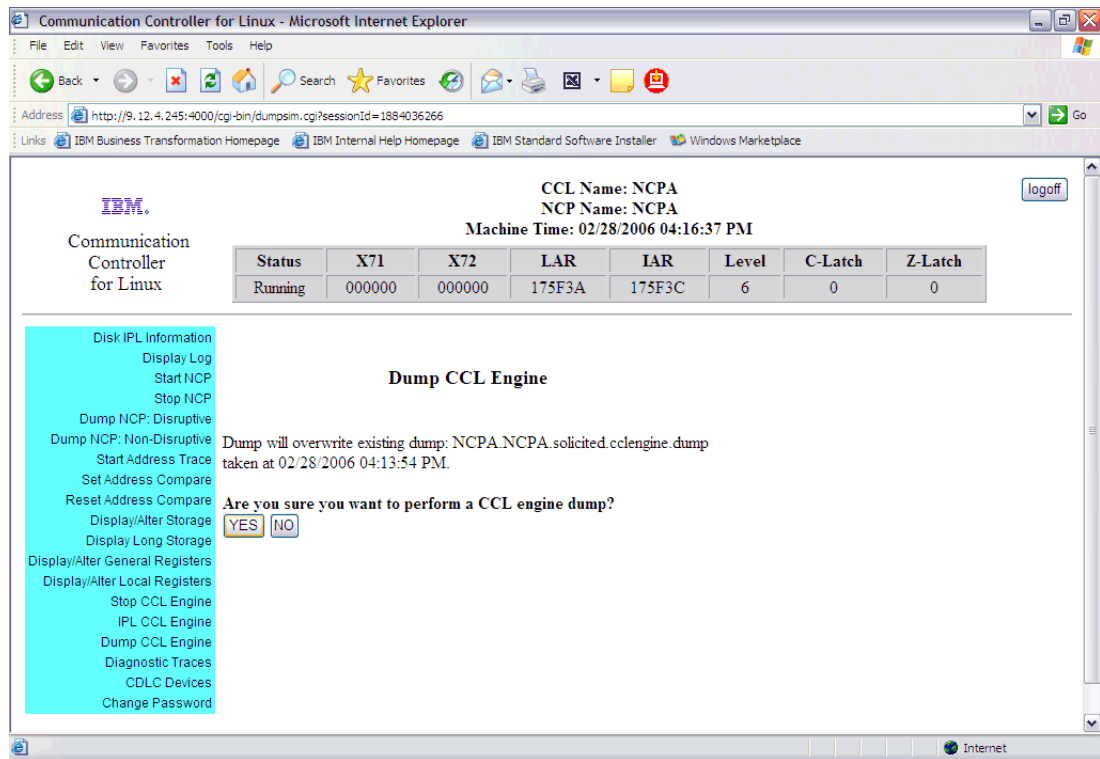 Communication Controller for Linux - Microsoft Internet Explorer
File Edit View Favorites Tools Help
Back Search Favorites
Address http://9.12.4.245:4000/cgi-bin/dumpsim.cgi?sessionId=1884036266 Go
Links IBM Business Transformation Homepage IBM Internal Help Homepage IBM Standard Software Installer Windows Marketplace
IBM.
Communication
Controller
for Linux
CCL Name: NCPA
NCP Name: NCPA
Machine Time: 02/28/2006 04:16:37 PM
logoff
Status X71 X72 LAR IAR Level C-Latch Z-Latch
Running 000000 000000 175F3A 175F3C 6 0 0
Disk IPL Information
Display Log
Start NCP
Stop NCP
Dump NCP: Disruptive
Dump NCP: Non-Disruptive
Start Address Trace
Set Address Compare
Reset Address Compare
Display/Alter Storage
Display Long Storage
Display/Alter General Registers
Display/Alter Local Registers
Stop CCL Engine
IPL CCL Engine
Dump CCL Engine
Diagnostic Traces
CDLC Devices
Change Password
Dump CCL Engine
Dump will overwrite existing dump: NCPA.NCPA.solicited.cclengine.dump
taken at 02/28/2006 04:13:54 PM.
Are you sure you want to perform a CCL engine dump?
YES NO
Internet